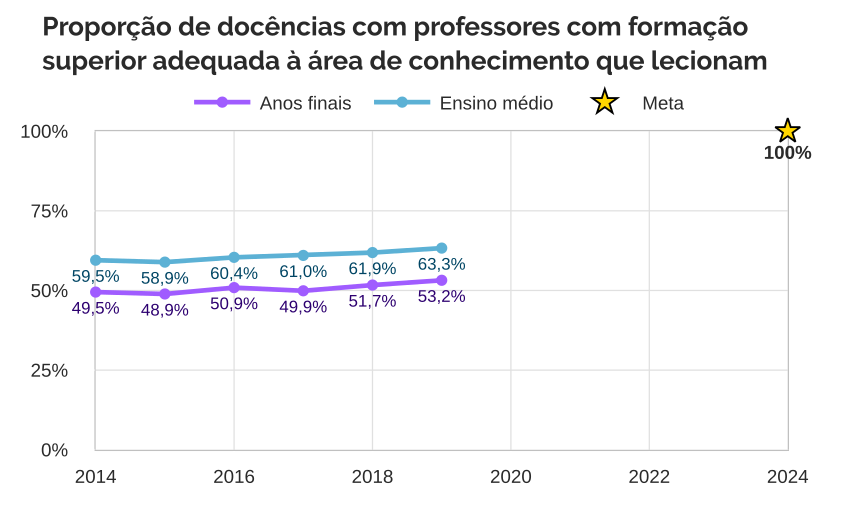 Proporção de docências com professores com formação
superior adequada à área de conhecimento que lecionam
Anos finais Ensino médio Meta
100%
100%
75%
59,5% 58,9% 60,4% 61,0% 61,9% 63,3%
50%
49,5% 48,9% 50,9% 49,9% 51,7% 53,2%
25%
0%
2014 2016 2018 2020 2022 2024